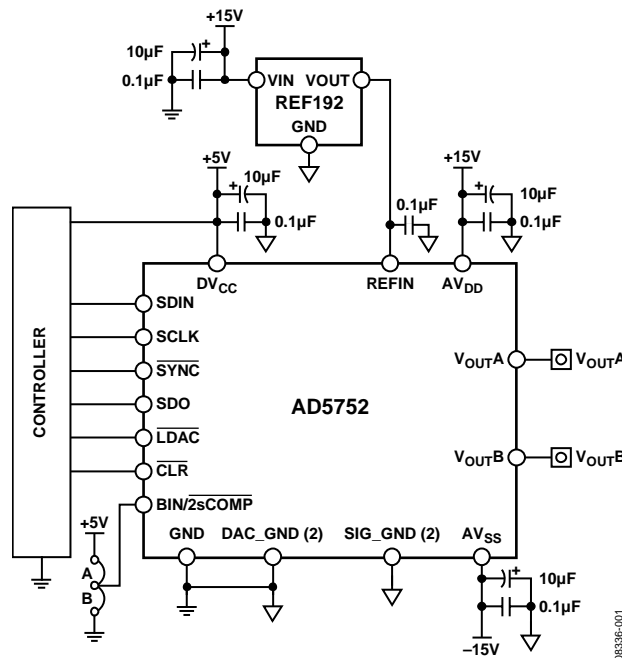 +15V
10µF +
0.1µF
VIN VOUT
REF192
GND
+5V
+ 10µF
0.1µF
0.1µF
+15V
+ 10µF
0.1µF
CONTROLLER
DVCC
REFIN
AVDD
SDIN
SCLK
SYNC
SDO
LDAC
CLR
BIN/2sCOMP
AD5752
VOUTA
VOUTA
VOUTB
VOUTB
+5V
A
B
GND
DAC_GND (2)
SIG_GND (2)
AVSS
+ 10µF
0.1µF
–15V
08336-001